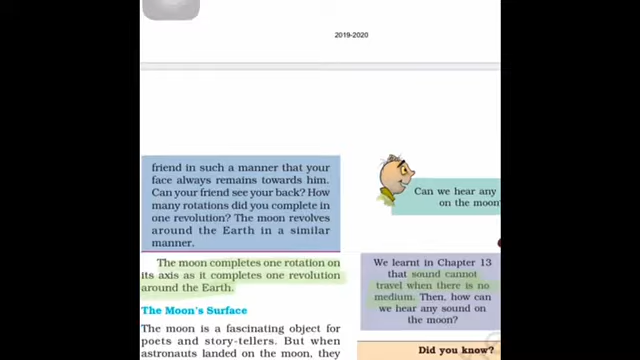 2019-2020
friend in such a manner that your
face always remains towards him.
Can your friend see your back? How
many rotations did you complete in
one revolution? The moon revolves
around the Earth in a similar
manner.
The moon completes one rotation on
its axis as it completes one revolution
around the Earth.
The Moon's Surface
The moon is a fascinating object for
poets and story-tellers. But when
astronauts landed on the moon, they
Can we hear any
on the moon
We learnt in Chapter 13
that sound cannot
travel when there is no
medium. Then, how can
we hear any sound on
the moon?
Did you know?